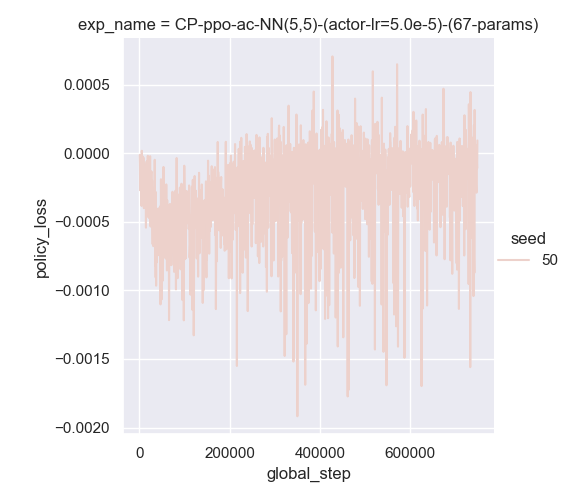 exp_name = CP-ppo-ac-NN(5,5)-(actor-lr=5.0e-5)-(67-params)
0.0005
0.0000
−0.0005
−0.0010
−0.0015
−0.0020
policy_loss
0
200000
400000
600000
global_step
seed
50